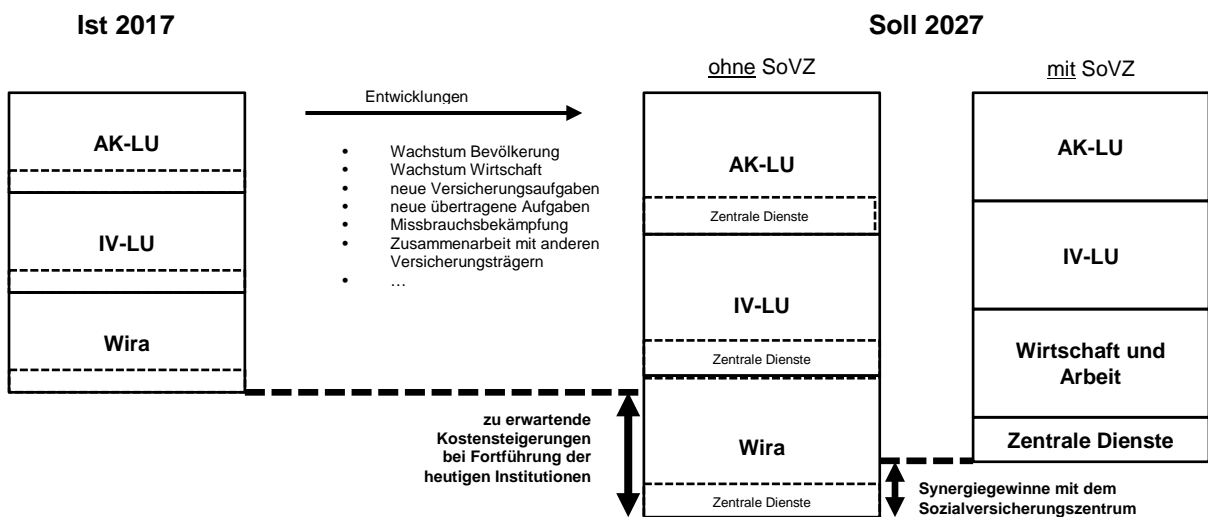 Ist 2017
Soll 2027
ohne SoVZ
mit SoVZ
AK-LU
IV-LU
Wira
Entwicklungen
• Wachstum Bevölkerung
• Wachstum Wirtschaft
• neue Versicherungsaufgaben
• neue übertragene Aufgaben
• Missbrauchsbekämpfung
• Zusammenarbeit mit anderen
Versicherungsträgern
• …
zu erwartende
Kostensteigerungen
bei Fortführung der
heutigen Institutionen
AK-LU
Zentrale Dienste
IV-LU
Zentrale Dienste
Wira
Zentrale Dienste
AK-LU
IV-LU
Wirtschaft und
Arbeit
Zentrale Dienste
Synergiegewinne mit dem
Sozialversicherungszentrum